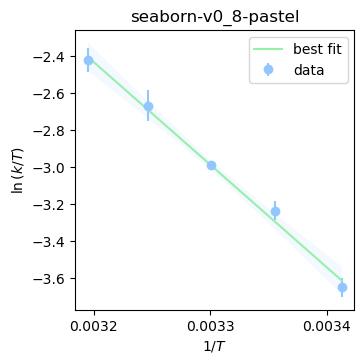 seaborn-v0_8-pastel
best fit
data
ln (k/T)
−2.4
−2.6
−2.8
−3.0
−3.2
−3.4
−3.6
0.0032
0.0033
0.0034
1/T